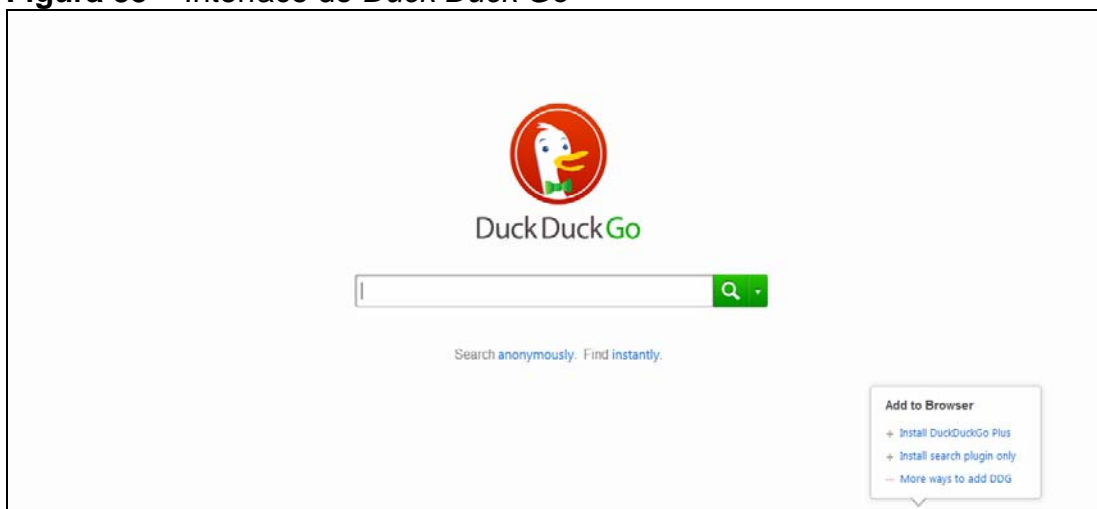 DuckDuckGo
Search anonymously. Find instantly.
Add to Browser
+ Install DuckDuckGo Plus
+ Install search plugin only
— More ways to add DDG